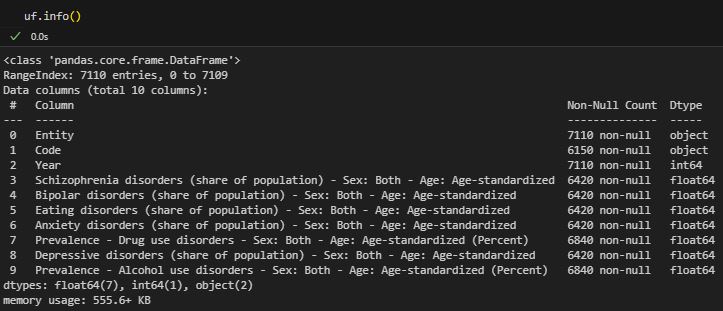 uf.info()
0.0s
<class 'pandas.core.frame.DataFrame'>
RangeIndex: 7110 entries, 0 to 7109
Data columns (total 10 columns):
 #   Column                                                                       Non-Null Count  Dtype
---  ------                                                                       --------------  -----
 0   Entity                                                                       7110 non-null   object
 1   Code                                                                         6150 non-null   object
 2   Year                                                                         7110 non-null   int64
 3   Schizophrenia disorders (share of population) - Sex: Both - Age: Age-standardized  6420 non-null   float64
 4   Bipolar disorders (share of population) - Sex: Both - Age: Age-standardized  6420 non-null   float64
 5   Eating disorders (share of population) - Sex: Both - Age: Age-standardized   6420 non-null   float64
 6   Anxiety disorders (share of population) - Sex: Both - Age: Age-standardized  6420 non-null   float64
 7   Prevalence - Drug use disorders - Sex: Both - Age: Age-standardized (Percent)  6840 non-null   float64
 8   Depressive disorders (share of population) - Sex: Both - Age: Age-standardized  6420 non-null   float64
 9   Prevalence - Alcohol use disorders - Sex: Both - Age: Age-standardized (Percent)  6840 non-null   float64
dtypes: float64(7), int64(1), object(2)
memory usage: 555.6+ KB